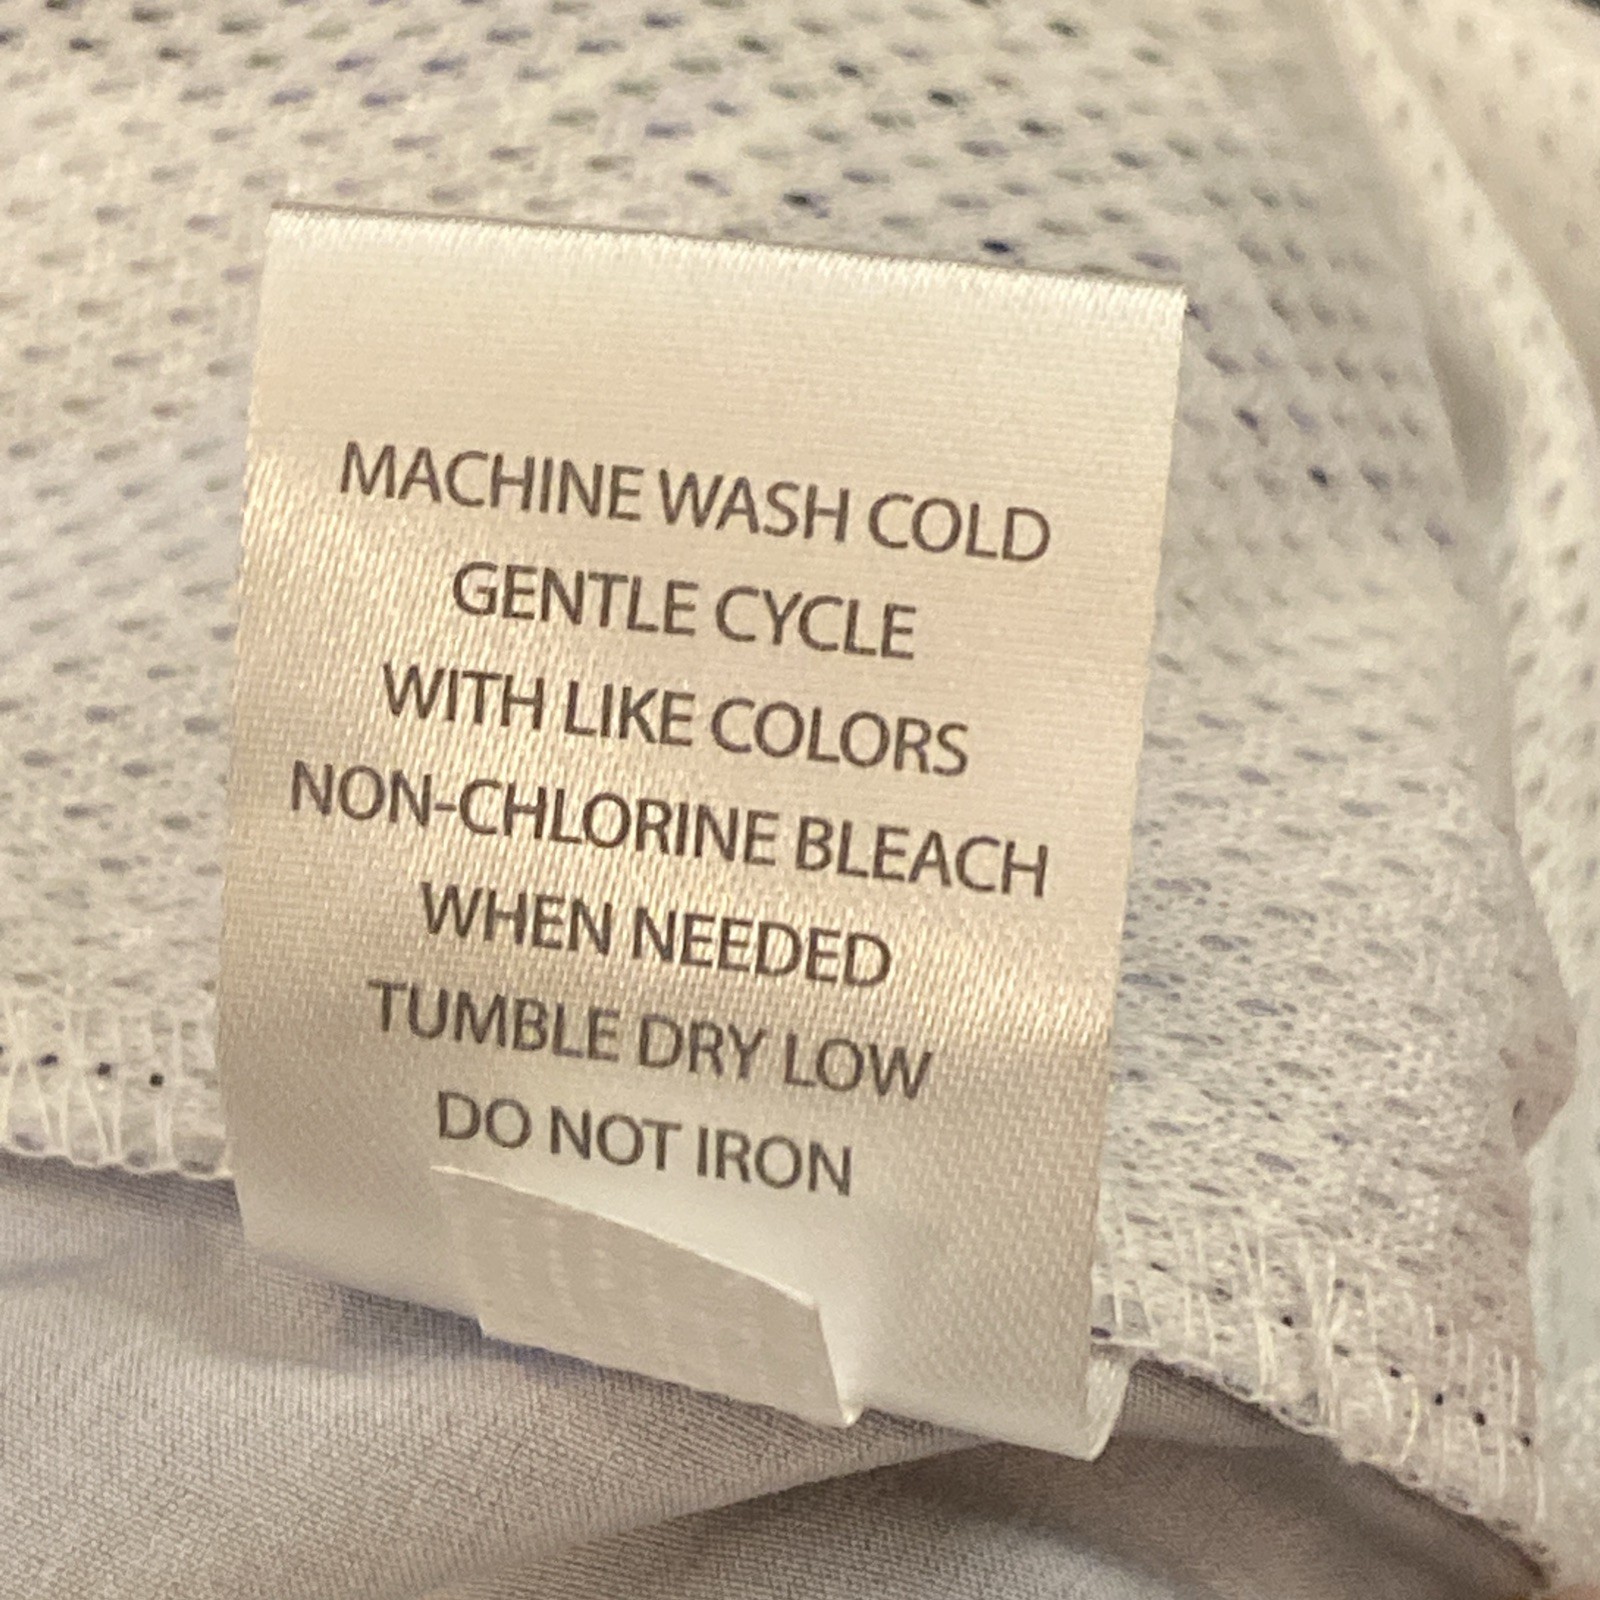 MACHINE WASH COLD
GENTLE CYCLE
WITH LIKE COLORS
NON-CHLORINE BLEACH
WHEN NEEDED
TUMBLE DRY LOW
DO NOT IRON